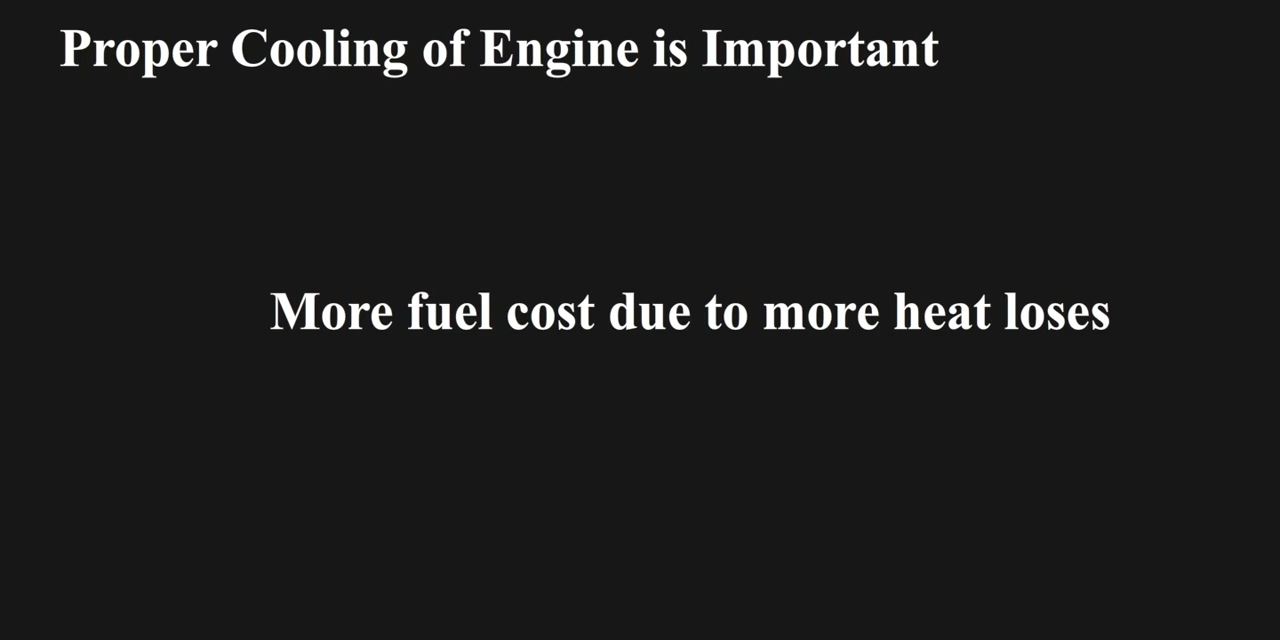 Proper Cooling of Engine is Important
More fuel cost due to more heat loses